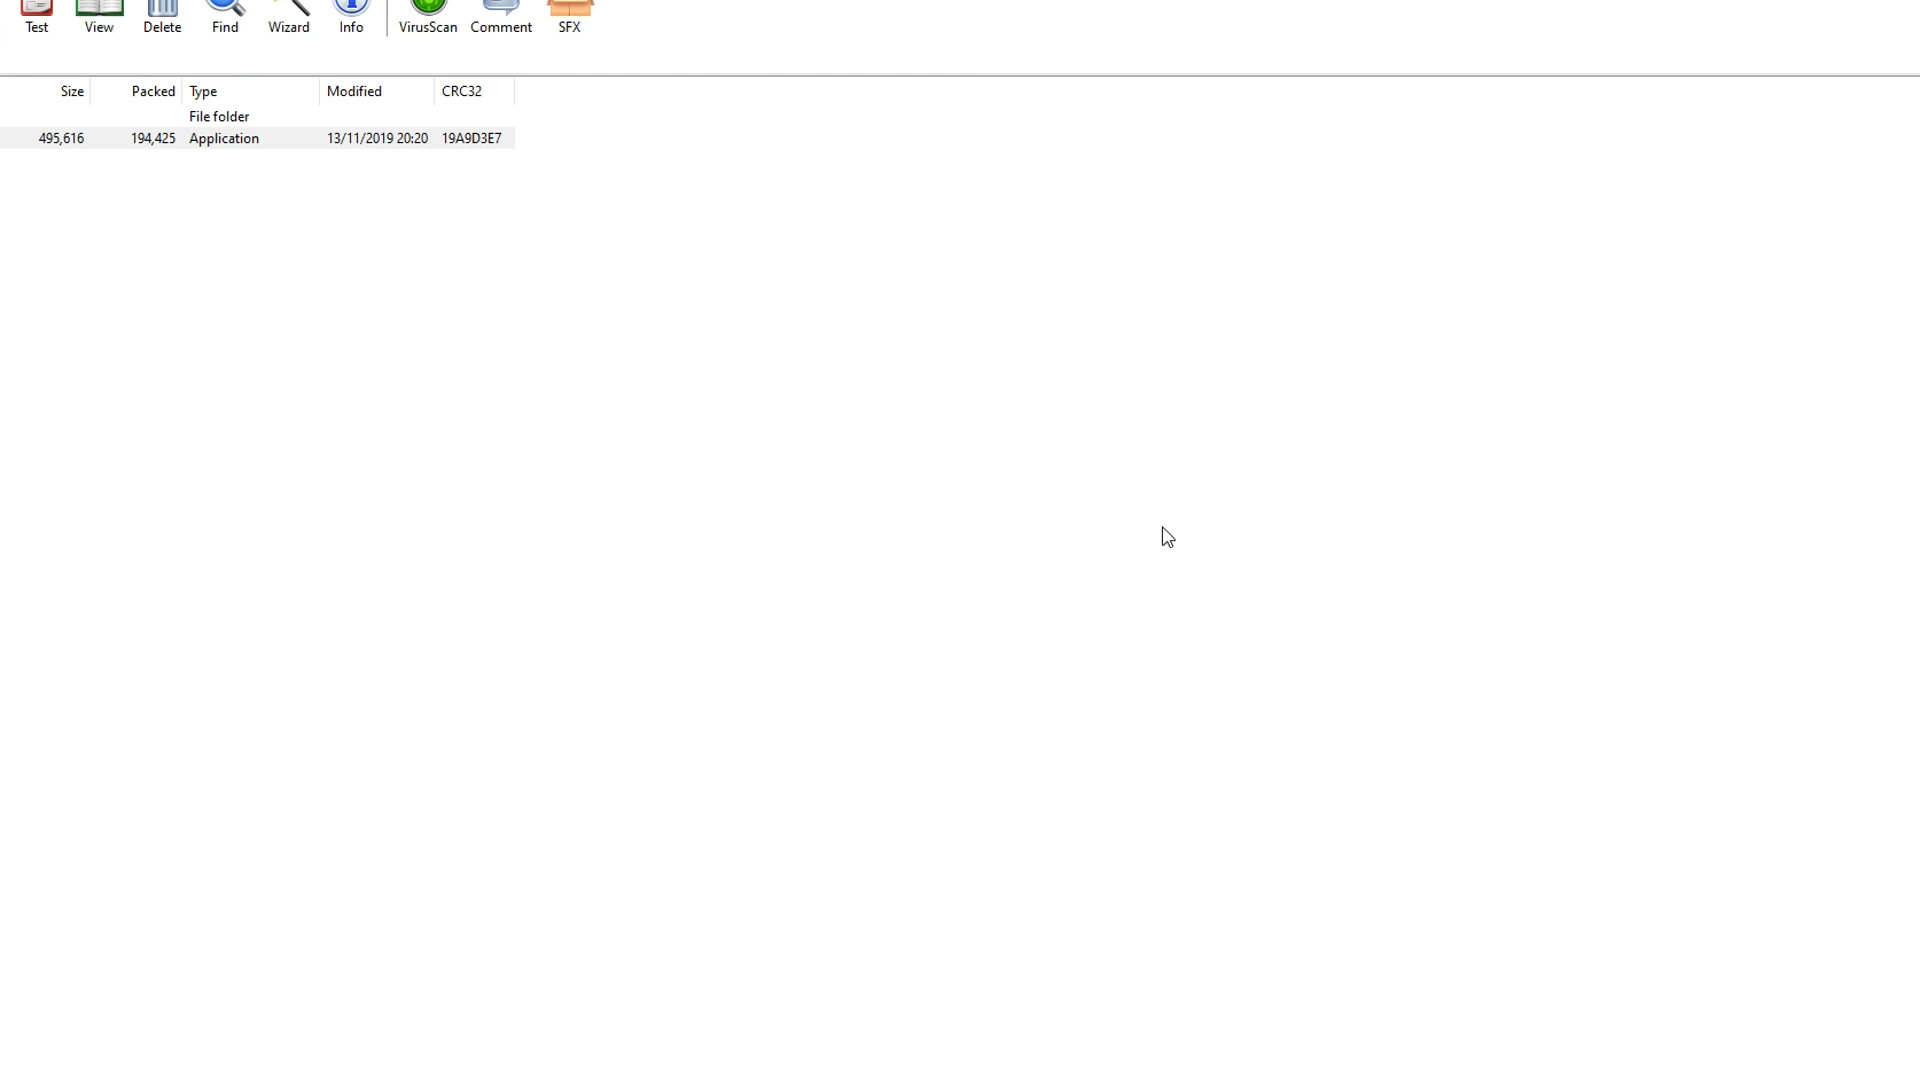 Test View Delete Find Wizard Info VirusScan Comment SFX
Size Packed Type Modified CRC32
File folder
495,616 194,425 Application 13/11/2019 20:20 19A9D3E7